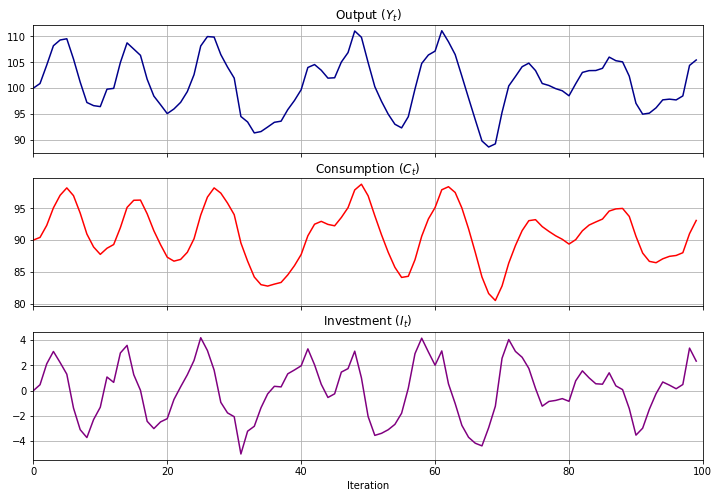 Output (Y_t)
110
105
100
95
90
Consumption (C_t)
95
90
85
80
Investment (I_t)
4
2
0
−2
−4
0 20 40 60 80 100
Iteration